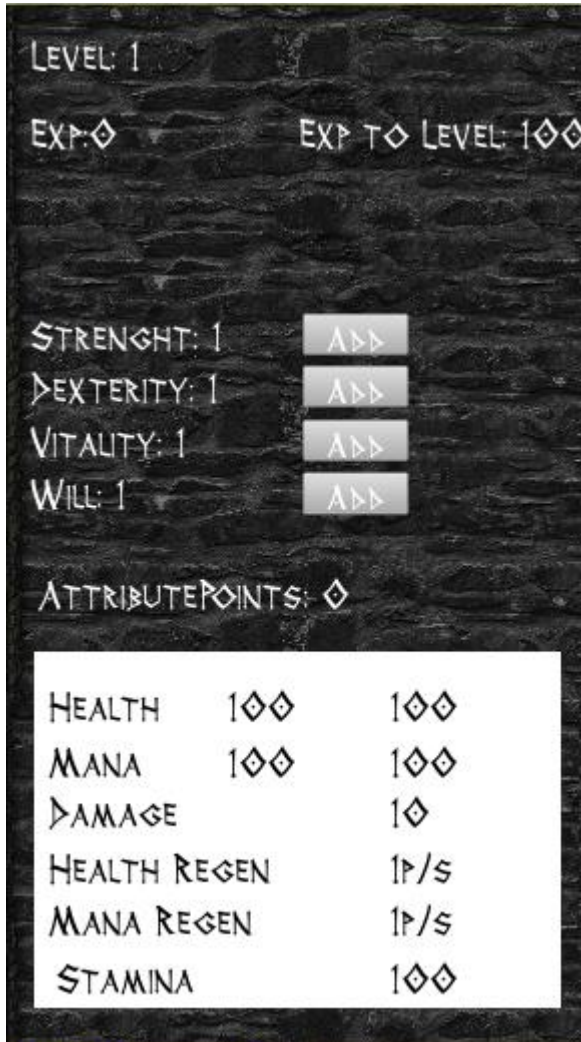 Level: 1
Exp:0 Exp to Level: 100
Strenght: 1 Add
Dexterity: 1 Add
Vitality: 1 Add
Will: 1 Add
AttributePoints: 0
Health 100 100
Mana 100 100
Damage 10
Health Regen 1p/s
Mana Regen 1p/s
Stamina 100